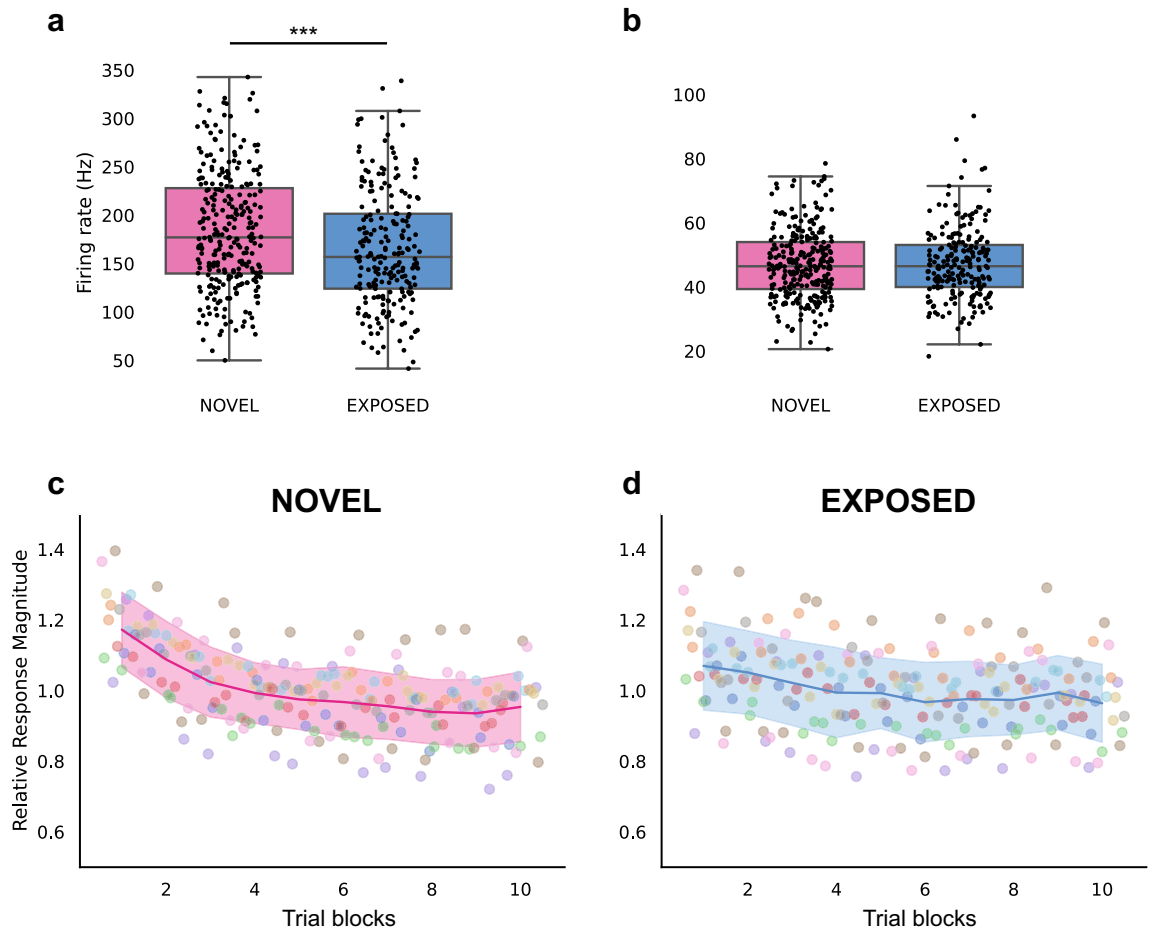 a
b
***
Firing rate (Hz)
350
300
250
200
150
100
50
NOVEL EXPOSED
100
80
60
40
20
NOVEL EXPOSED
c
NOVEL
Relative Response Magnitude
1.4
1.2
1.0
0.8
0.6
2 4 6 8 10
Trial blocks
d
EXPOSED
1.4
1.2
1.0
0.8
0.6
2 4 6 8 10
Trial blocks